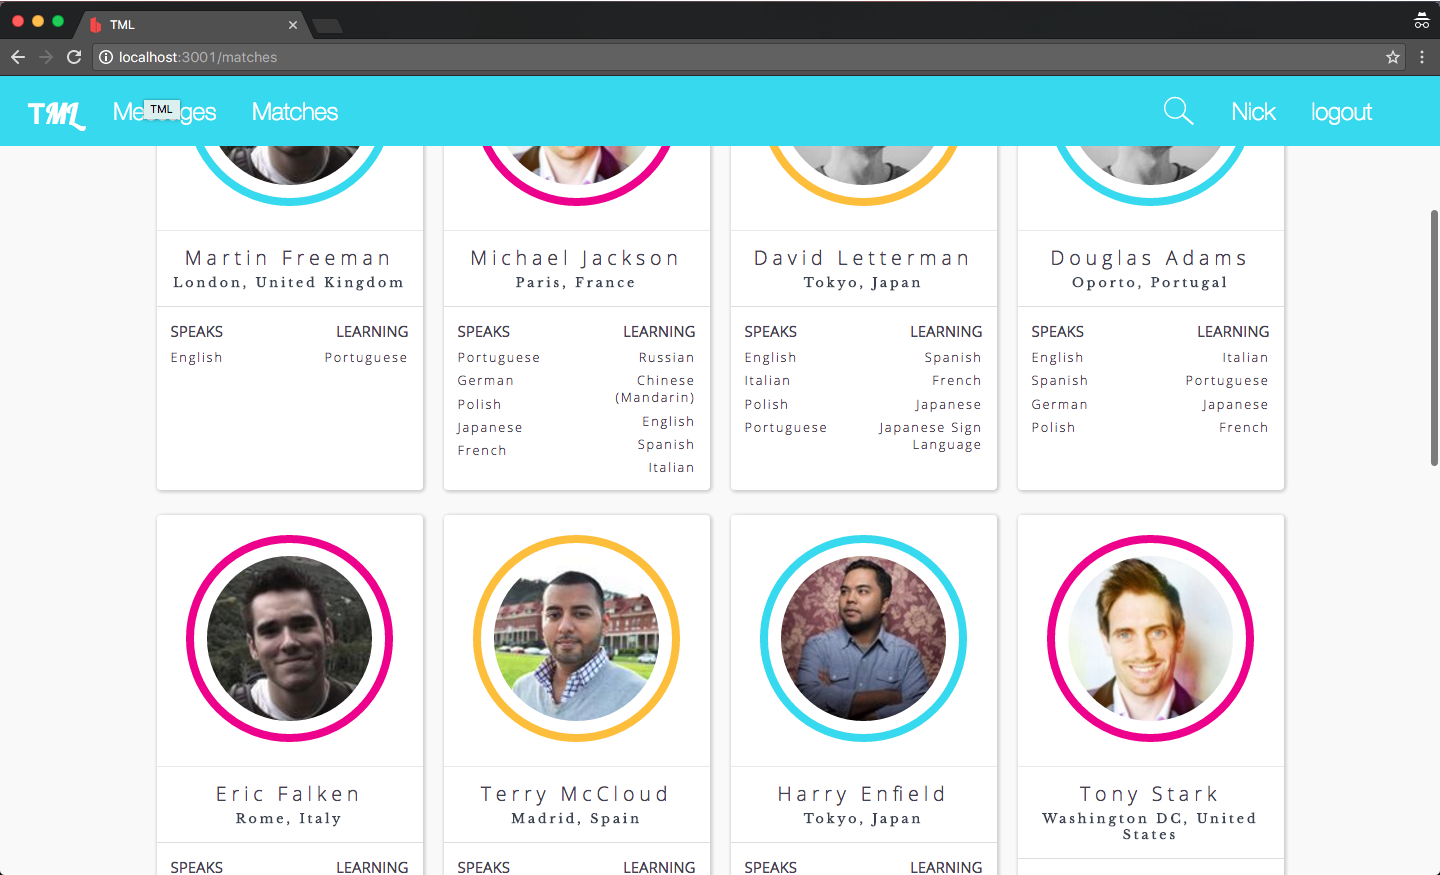 TML
localhost:3001/matches
TML Messages Matches Nick logout
TML
Martin Freeman
London, United Kingdom
SPEAKS LEARNING
English Portuguese
Michael Jackson
Paris, France
SPEAKS LEARNING
Portuguese Russian
German Chinese
(Mandarin)
Polish English
Japanese Spanish
French Italian
David Letterman
Tokyo, Japan
SPEAKS LEARNING
English Spanish
Italian French
Polish Japanese
Portuguese Japanese Sign
Language
Douglas Adams
Oporto, Portugal
SPEAKS LEARNING
English Italian
Spanish Portuguese
German Japanese
Polish French
Eric Falken
Rome, Italy
SPEAKS LEARNING
Terry McCloud
Madrid, Spain
SPEAKS LEARNING
Harry Enfield
Tokyo, Japan
SPEAKS LEARNING
Tony Stark
Washington DC, United
States